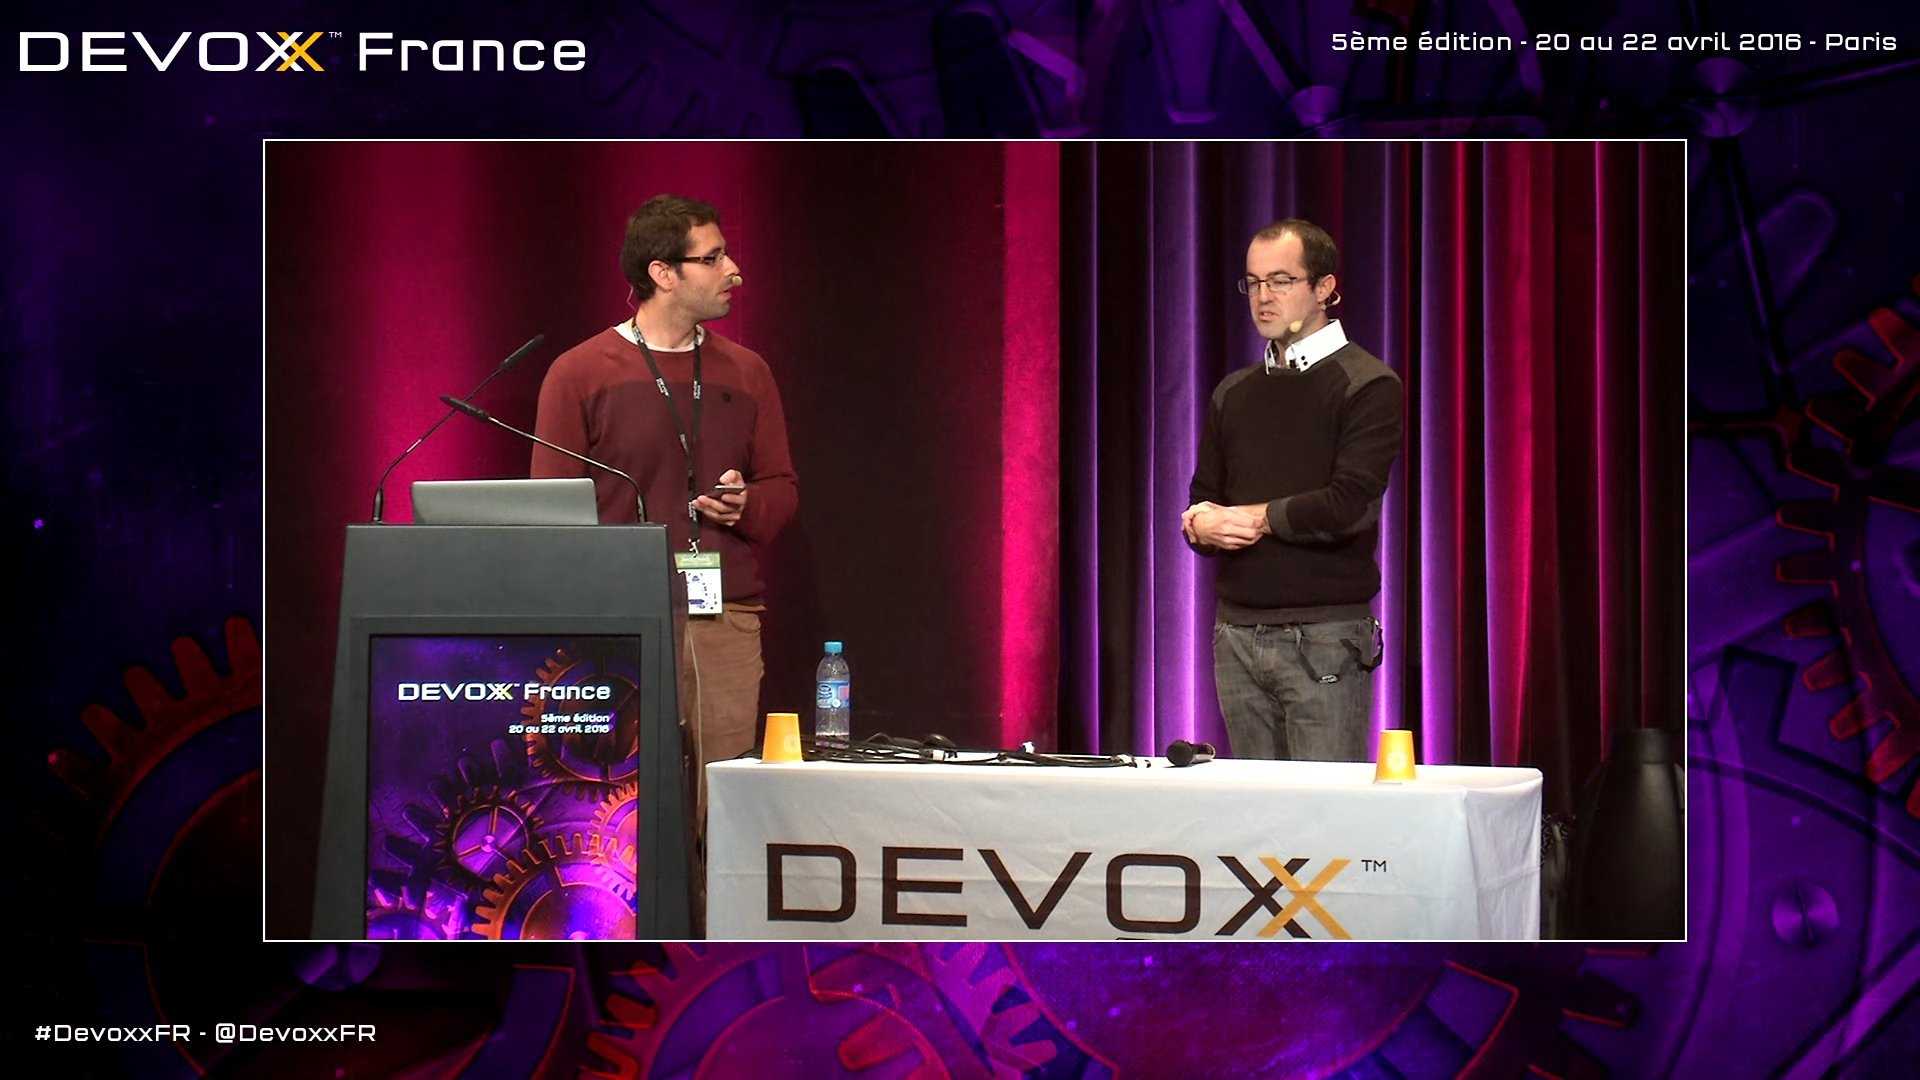 DEVOXX™ France
5ème édition - 20 au 22 avril 2016 - Paris
DEVOXX™ France
5ème édition
20 au 22 avril 2016
DEVOXX™
#DevoxxFR - @DevoxxFR